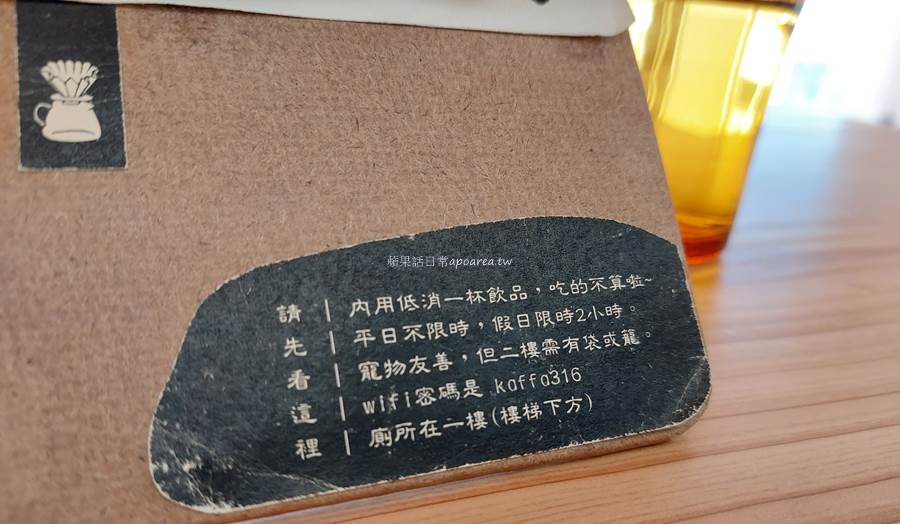 蘋果話日常apoarea.tw
請｜內用低消一杯飲品，吃的不算啦~
先｜平日不限時，假日限時2小時。
看｜寵物友善，但二樓需有袋或籠。
這｜wifi密碼是 kaffa316
裡｜廁所在一樓(樓梯下方)